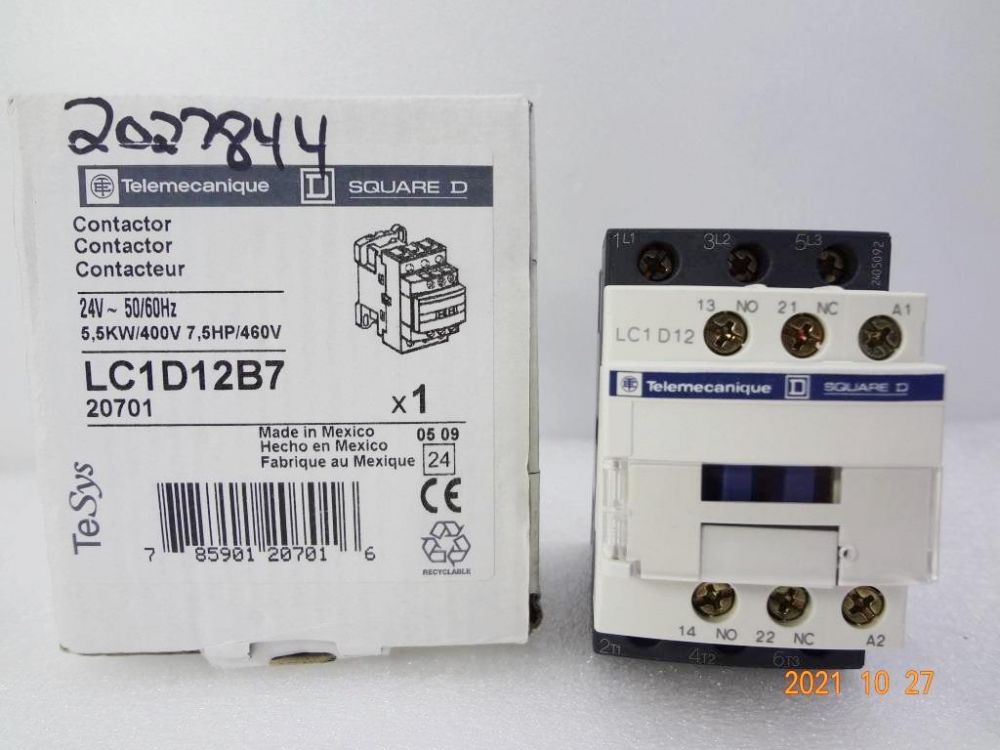 2027844
Telemecanique SQUARE D
Contactor
Contactor
Contacteur
24V ~ 50/60Hz
5,5KW/400V 7,5HP/460V
LC1D12B7
20701
x 1
Made in Mexico 05 09
Hecho en Mexico
Fabrique au Mexique 24
TeSys
CE
7 85901 20701 6
RECYCLABLE
1L1 3L2 5L3
2405092
13 NO 21 NC A1
LC1 D12
Telemecanique SQUARE D
14 NO 22 NC A2
2T1 4T2 6T3
2021 10 27